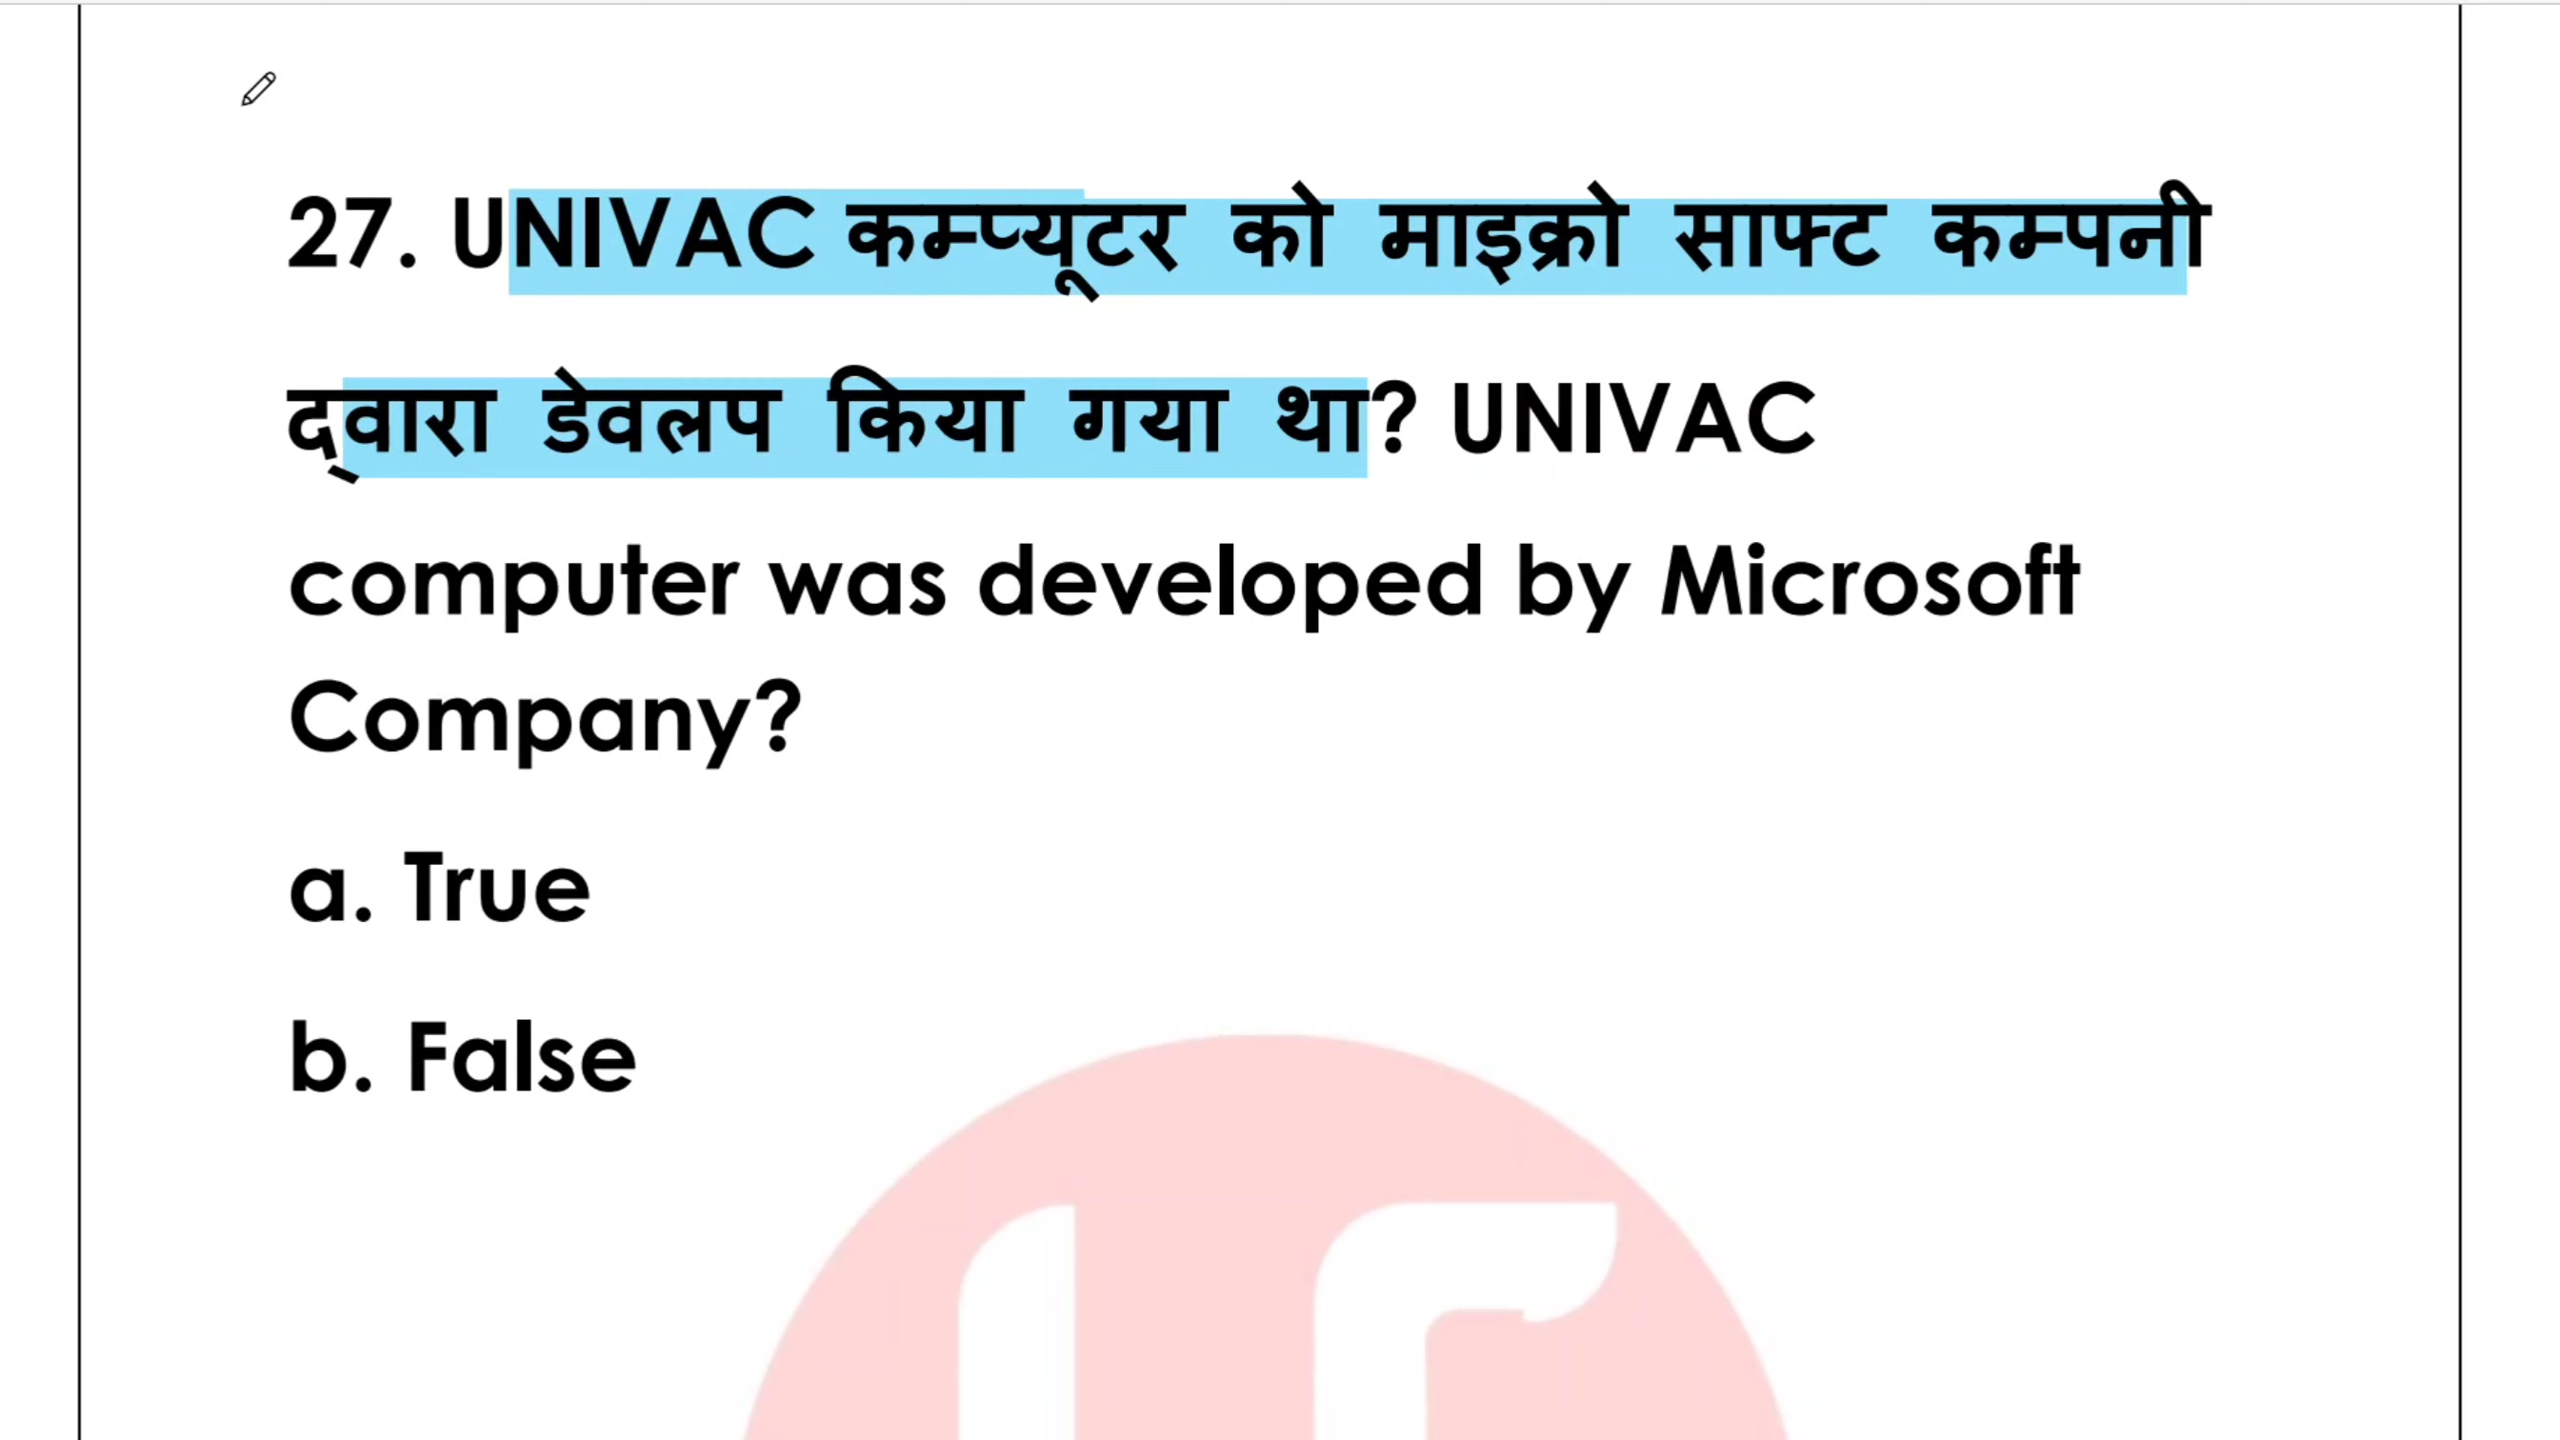 27. UNIVAC कम्प्यूटर को माइक्रो साफ्ट कम्पनी
द्वारा डेवलप किया गया था? UNIVAC
computer was developed by Microsoft
Company?
a. True
b. False